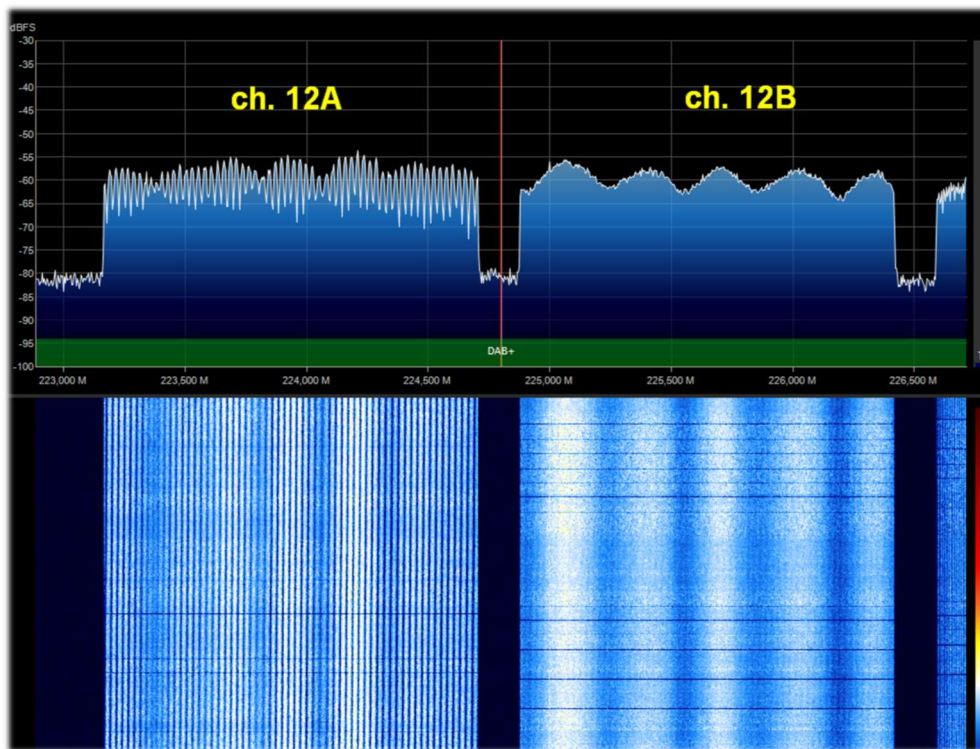 dBFS
-30
-35
-40
-45
-50
-55
-60
-65
-70
-75
-80
-85
-90
-95
-100
ch. 12A
ch. 12B
DAB+
223,000 M
223,500 M
224,000 M
224,500 M
225,000 M
225,500 M
226,000 M
226,500 M